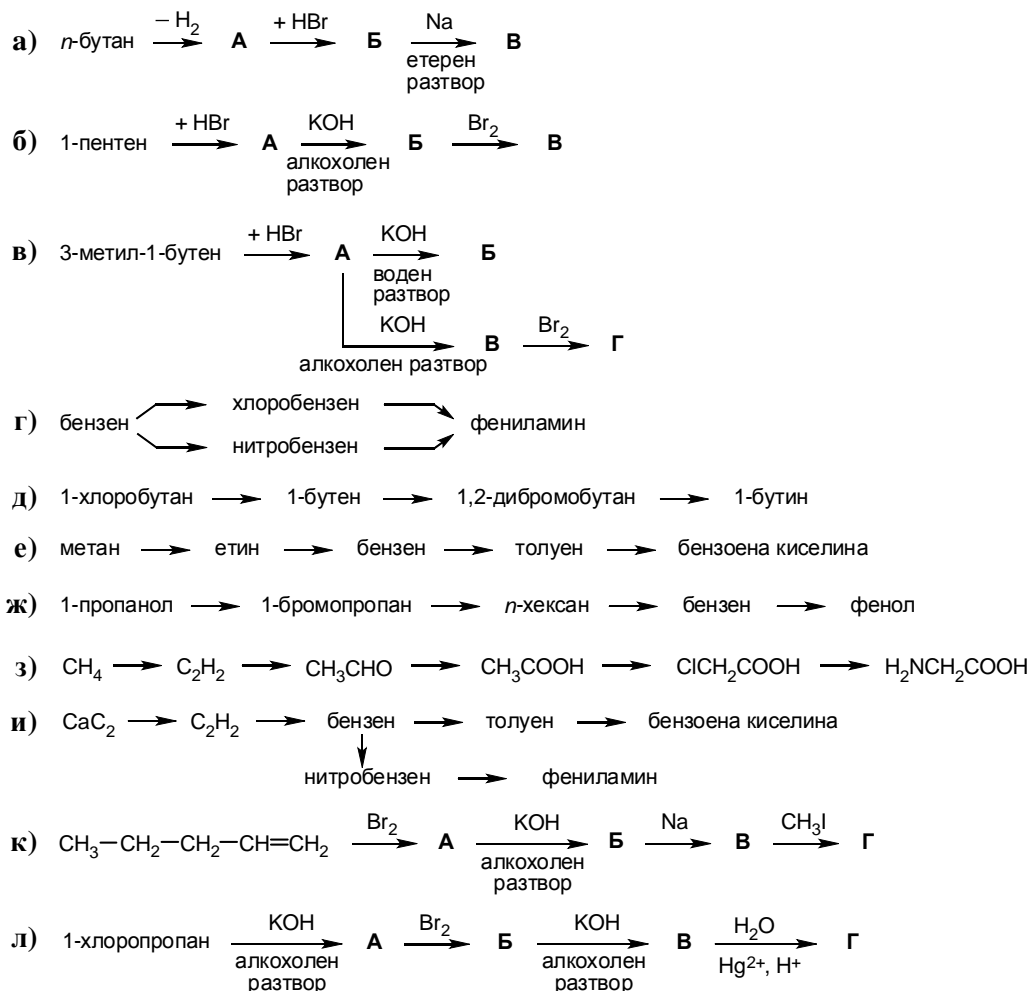 а) n-бутан – H2 А + HBr Б Na етерен разтвор В
б) 1-пентен + HBr А KOH алкохолен разтвор Б Br2 В
в) 3-метил-1-бутен + HBr А KOH воден разтвор Б
KOH алкохолен разтвор В Br2 Г
г) бензен хлоробензен фениламин
нитробензен
д) 1-хлоробутан 1-бутен 1,2-дибромобутан 1-бутин
е) метан етин бензен толуен бензоена киселина
ж) 1-пропанол 1-бромопропан n-хексан бензен фенол
з) CH4 C2H2 CH3CHO CH3COOH ClCH2COOH H2NCH2COOH
и) CaC2 C2H2 бензен толуен бензоена киселина
нитробензен фениламин
к) CH3–CH2–CH2–CH=CH2 Br2 А KOH алкохолен разтвор Б Na В CH3I Г
л) 1-хлоропропан KOH алкохолен разтвор А Br2 Б KOH алкохолен разтвор В H2O Hg2+, H+ Г